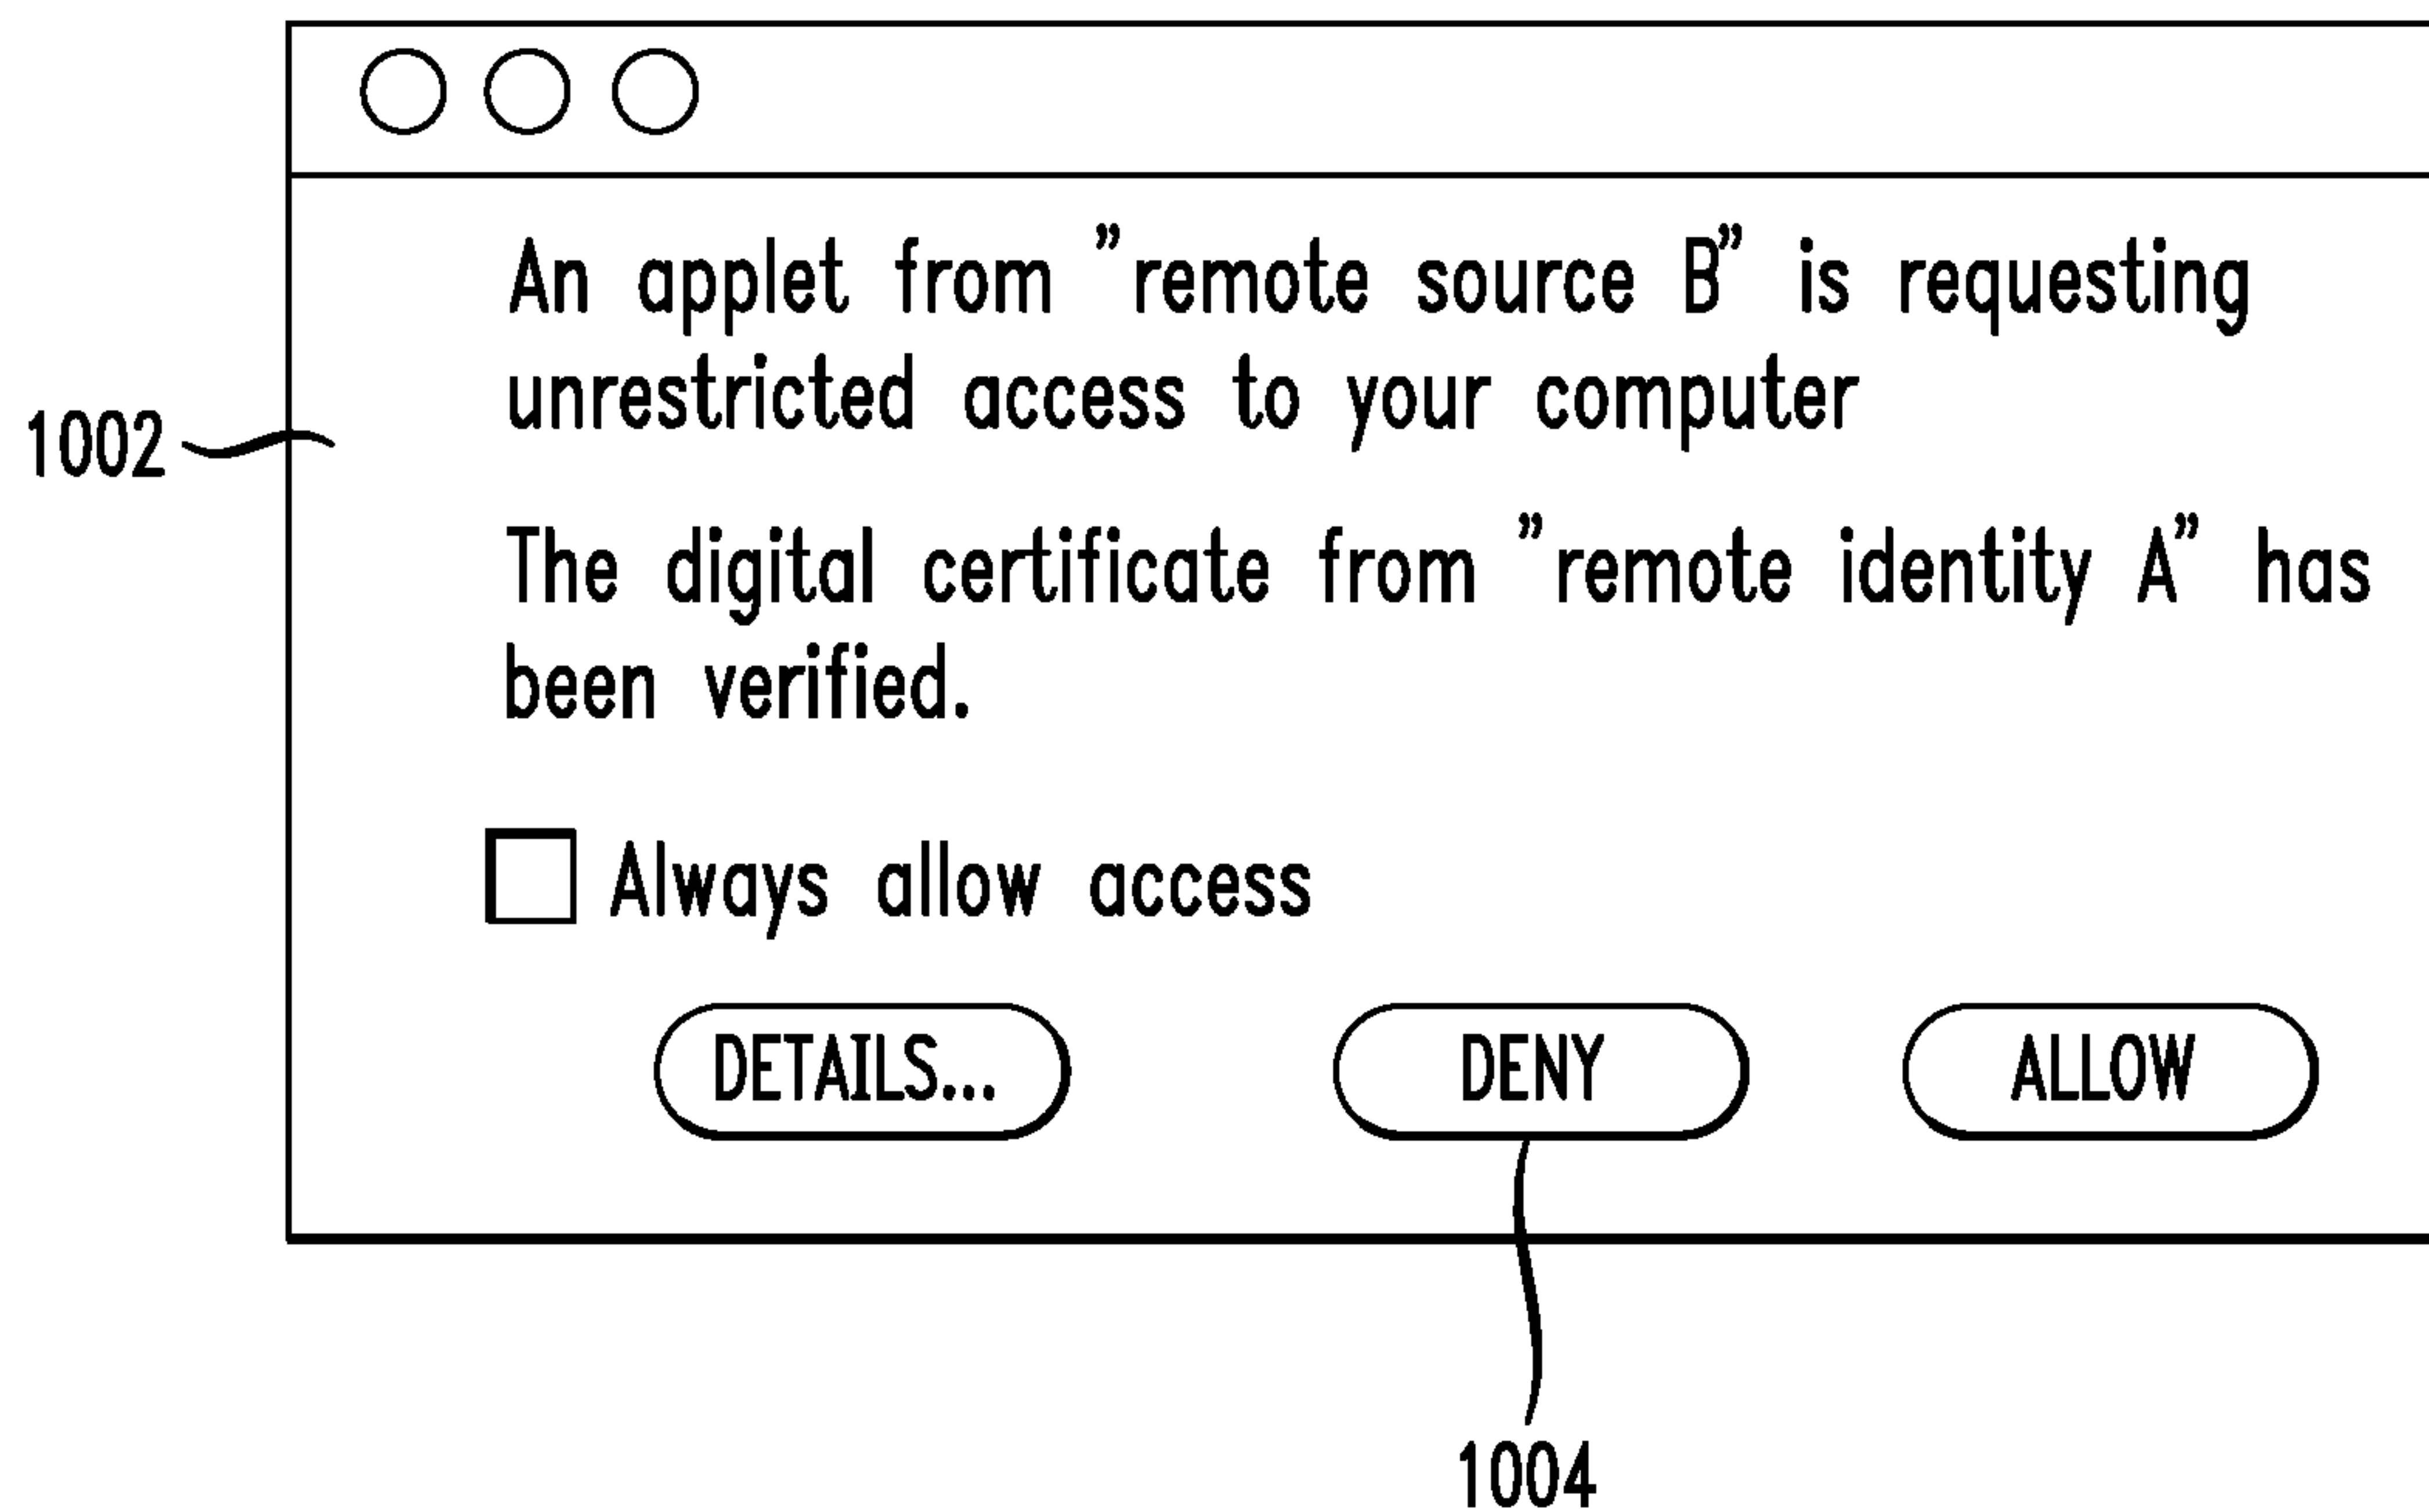 An applet from "remote source B" is requesting
unrestricted access to your computer
1002
The digital certificate from "remote identity A" has
been verified.
Always allow access
DETAILS... DENY ALLOW
1004